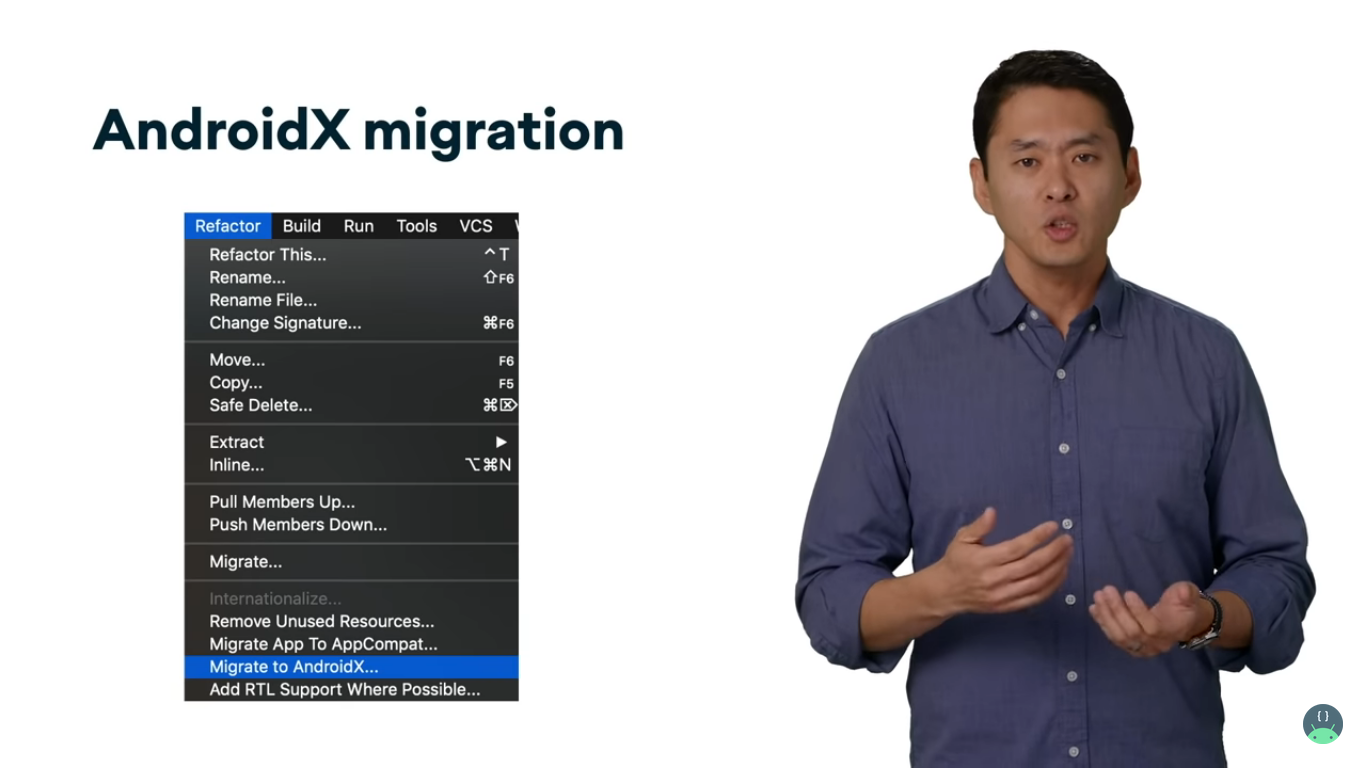 AndroidX migration
Refactor Build Run Tools VCS
Refactor This... ⌃T
Rename... ⇧F6
Rename File...
Change Signature... ⌘F6
Move... F6
Copy... F5
Safe Delete... ⌘⌦
Extract ▶
Inline... ⌥⌘N
Pull Members Up...
Push Members Down...
Migrate...
Internationalize...
Remove Unused Resources...
Migrate App To AppCompat...
Migrate to AndroidX...
Add RTL Support Where Possible...
{ }